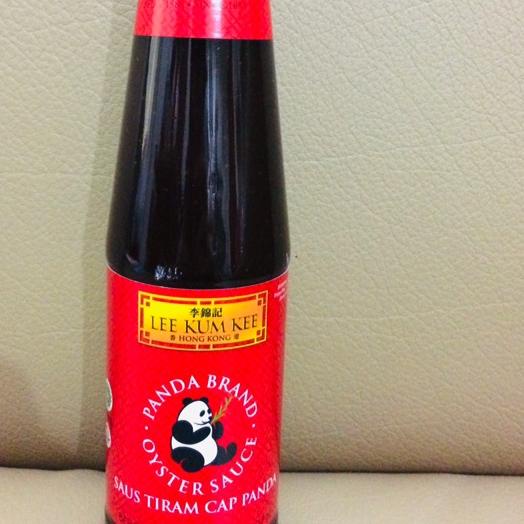 李錦記
LEE KUM KEE
香 HONG KONG 港
PANDA BRAND
OYSTER SAUCE
SAUS TIRAM CAP PANDA